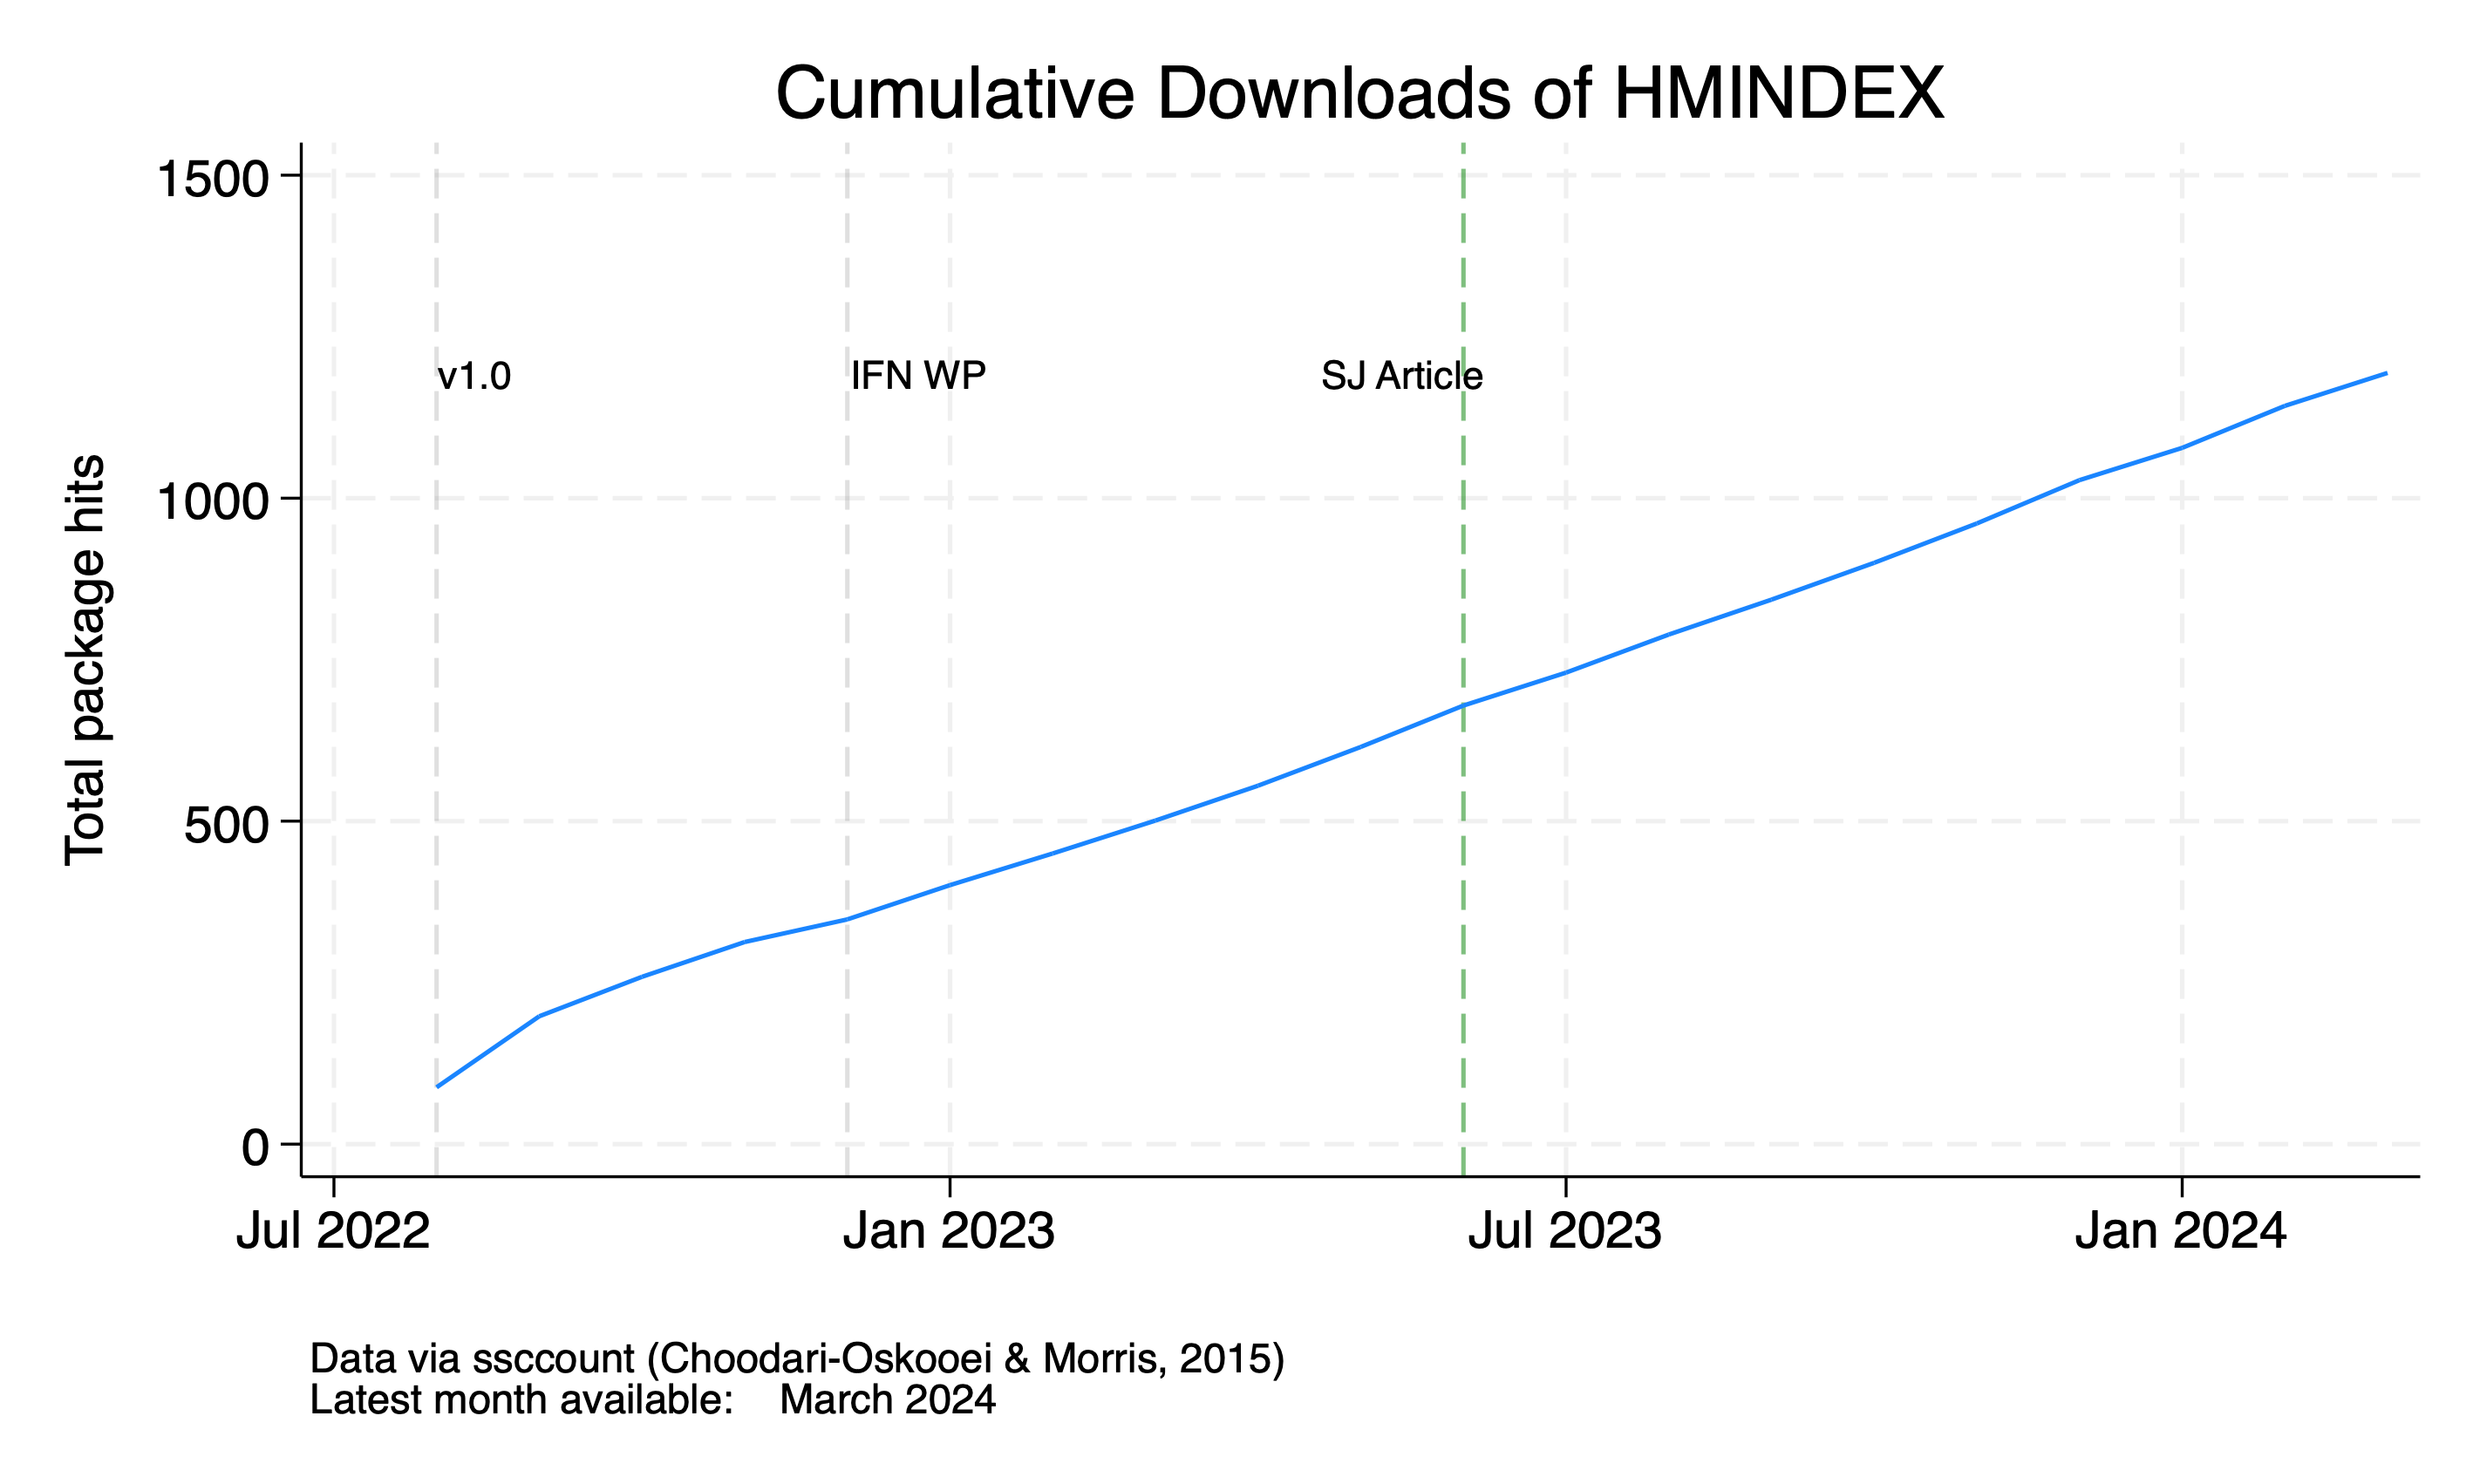 Cumulative Downloads of HMINDEX
Total package hits
1500
1000
500
0
v1.0
IFN WP
SJ Article
Jul 2022
Jan 2023
Jul 2023
Jan 2024
Data via ssccount (Choodari-Oskooei & Morris, 2015)
Latest month available: March 2024